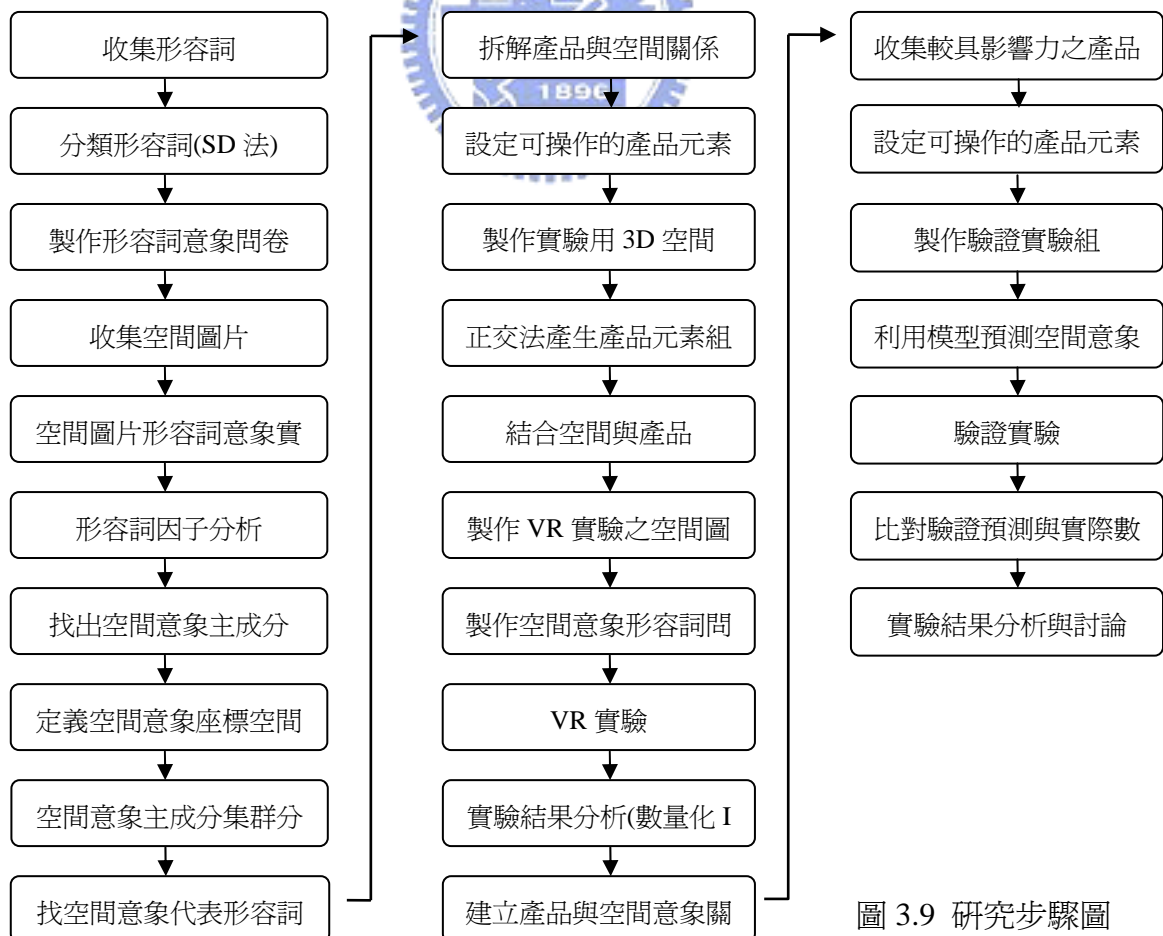 收集形容詞
分類形容詞(SD 法)
製作形容詞意象問卷
收集空間圖片
空間圖片形容詞意象實
形容詞因子分析
找出空間意象主成分
定義空間意象座標空間
空間意象主成分集群分
找空間意象代表形容詞
拆解產品與空間關係
1896
設定可操作的產品元素
製作實驗用 3D 空間
正交法產生產品元素組
結合空間與產品
製作 VR 實驗之空間圖
製作空間意象形容詞問
VR 實驗
實驗結果分析(數量化 I
建立產品與空間意象關
收集較具影響力之產品
設定可操作的產品元素
製作驗證實驗組
利用模型預測空間意象
驗證實驗
比對驗證預測與實際數
實驗結果分析與討論
圖 3.9 研究步驟圖